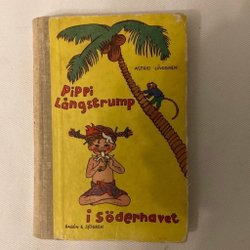 ASTRID LINDGREN
Pippi
Långstrump
i Söderhavet
RABÉN & SJÖGREN